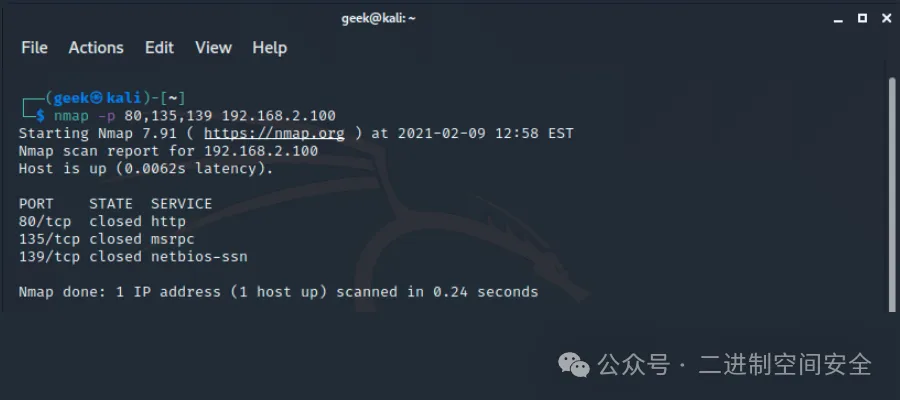 geek@kali: ~
File Actions Edit View Help
┌──(geek㉿kali)-[~]
└─$ nmap -p 80,135,139 192.168.2.100
Starting Nmap 7.91 ( https://nmap.org ) at 2021-02-09 12:58 EST
Nmap scan report for 192.168.2.100
Host is up (0.0062s latency).
PORT    STATE  SERVICE
80/tcp  closed http
135/tcp closed msrpc
139/tcp closed netbios-ssn
Nmap done: 1 IP address (1 host up) scanned in 0.24 seconds
公众号 · 二进制空间安全